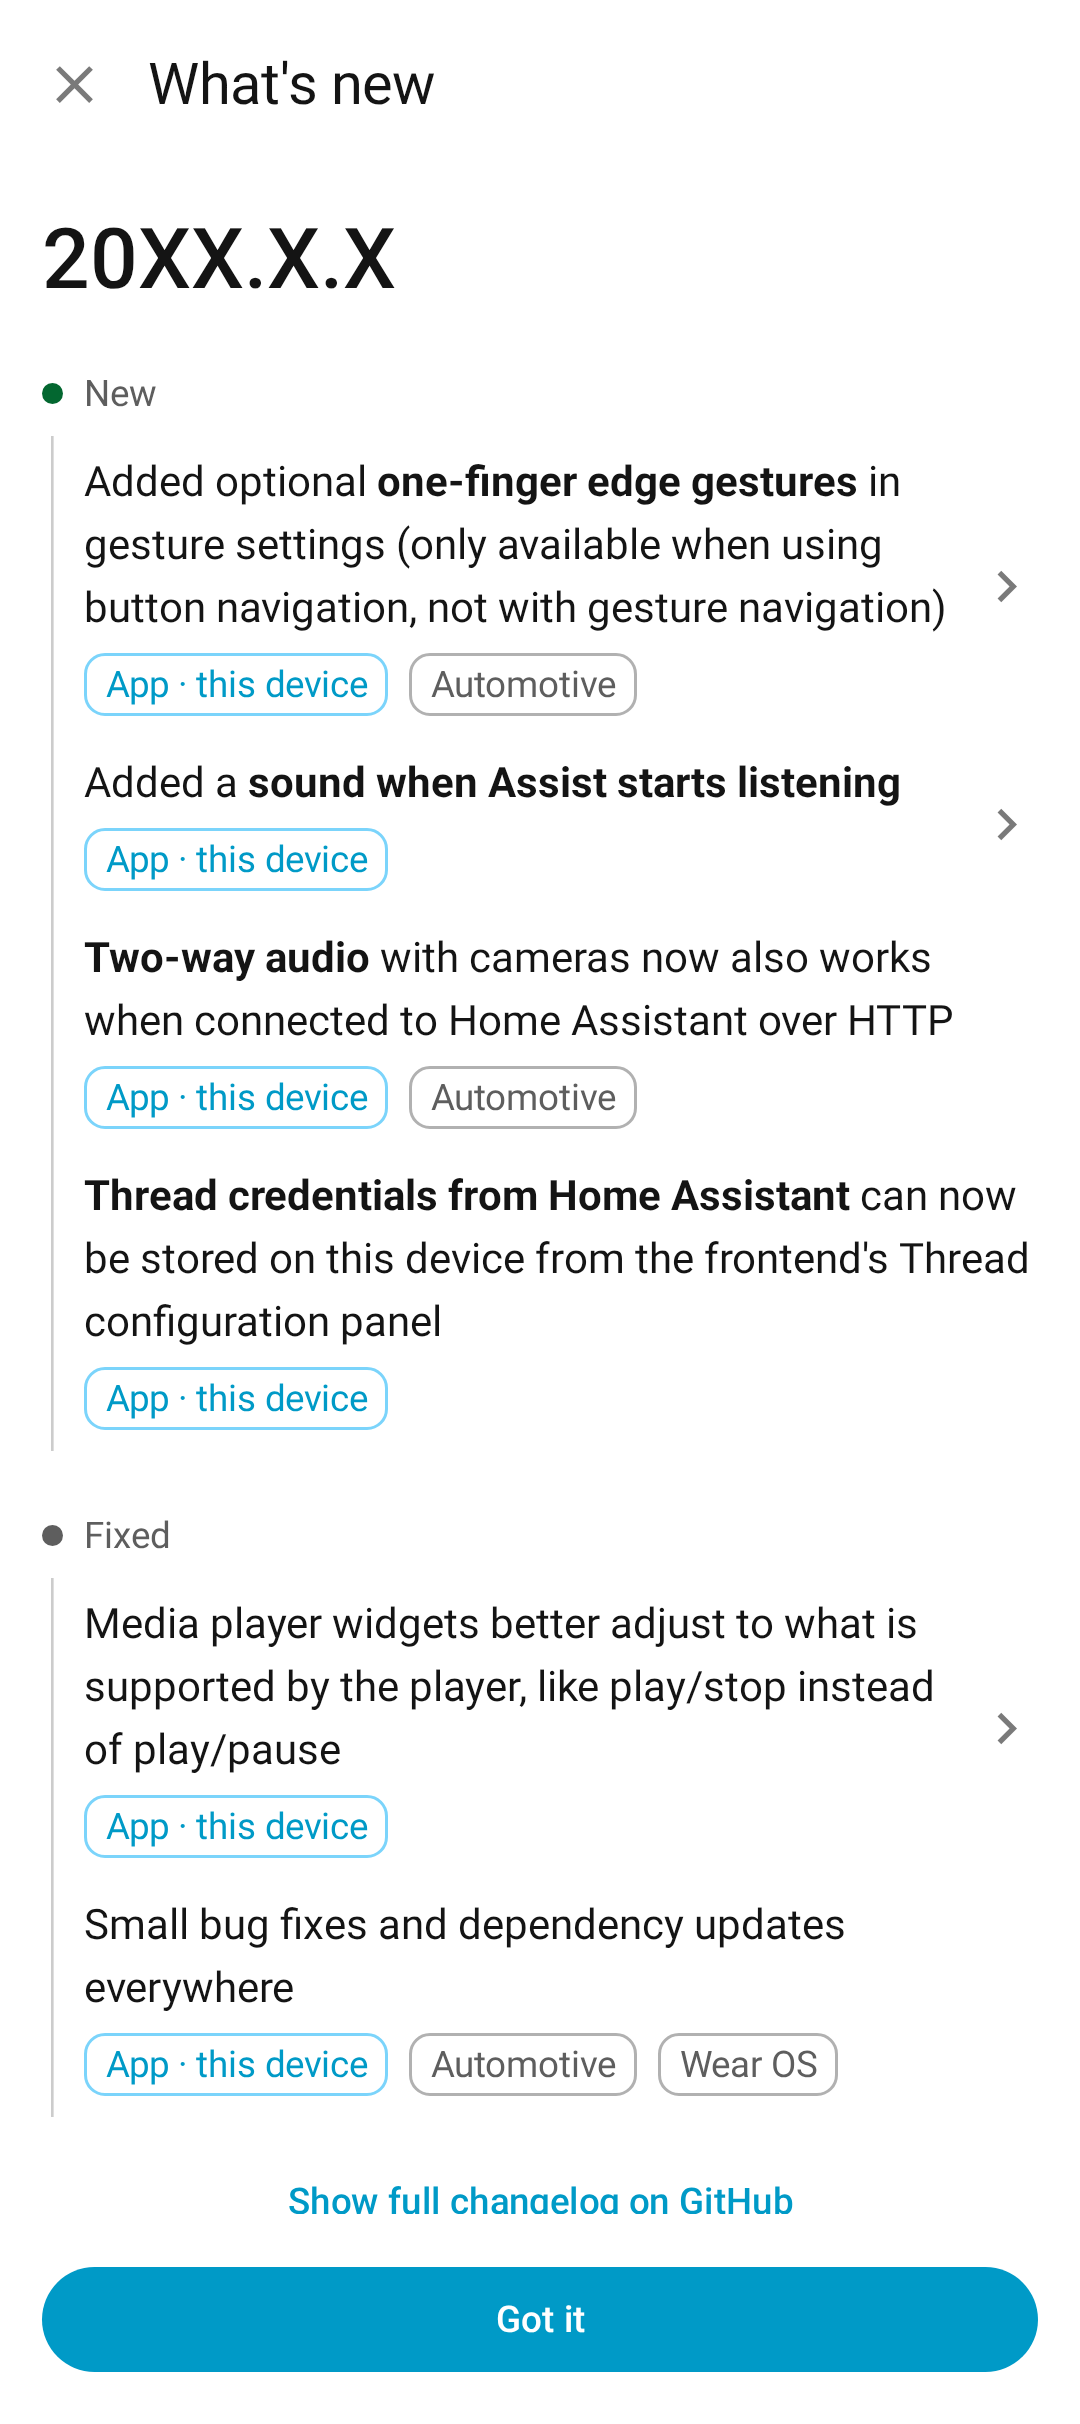 What's new
20XX.X.X
New
Added optional one-finger edge gestures in
gesture settings (only available when using
button navigation, not with gesture navigation)
App · this device Automotive
Added a sound when Assist starts listening
App · this device
Two-way audio with cameras now also works
when connected to Home Assistant over HTTP
App · this device Automotive
Thread credentials from Home Assistant can now
be stored on this device from the frontend's Thread
configuration panel
App · this device
Fixed
Media player widgets better adjust to what is
supported by the player, like play/stop instead
of play/pause
App · this device
Small bug fixes and dependency updates
everywhere
App · this device Automotive Wear OS
Show full changelog on GitHub
Got it